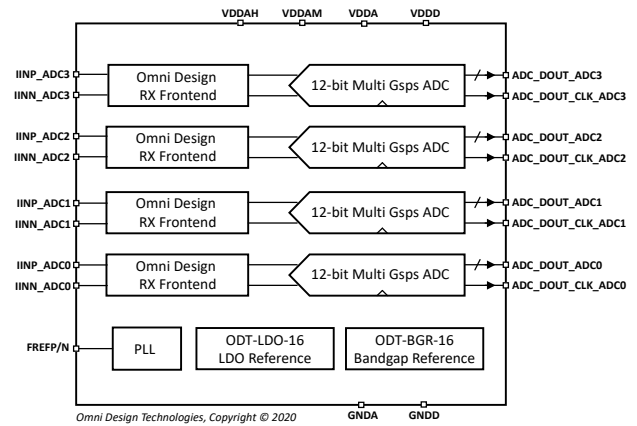 VDDAH VDDAM VDDA VDDD
IINP_ADC3
IINN_ADC3
Omni Design
RX Frontend
12-bit Multi Gsps ADC
ADC_DOUT_ADC3
ADC_DOUT_CLK_ADC3
IINP_ADC2
IINN_ADC2
Omni Design
RX Frontend
12-bit Multi Gsps ADC
ADC_DOUT_ADC2
ADC_DOUT_CLK_ADC2
IINP_ADC1
IINN_ADC1
Omni Design
RX Frontend
12-bit Multi Gsps ADC
ADC_DOUT_ADC1
ADC_DOUT_CLK_ADC1
IINP_ADC0
IINN_ADC0
Omni Design
RX Frontend
12-bit Multi Gsps ADC
ADC_DOUT_ADC0
ADC_DOUT_CLK_ADC0
FREFP/N
PLL
ODT-LDO-16
LDO Reference
ODT-BGR-16
Bandgap Reference
GNDA GNDD
Omni Design Technologies, Copyright © 2020